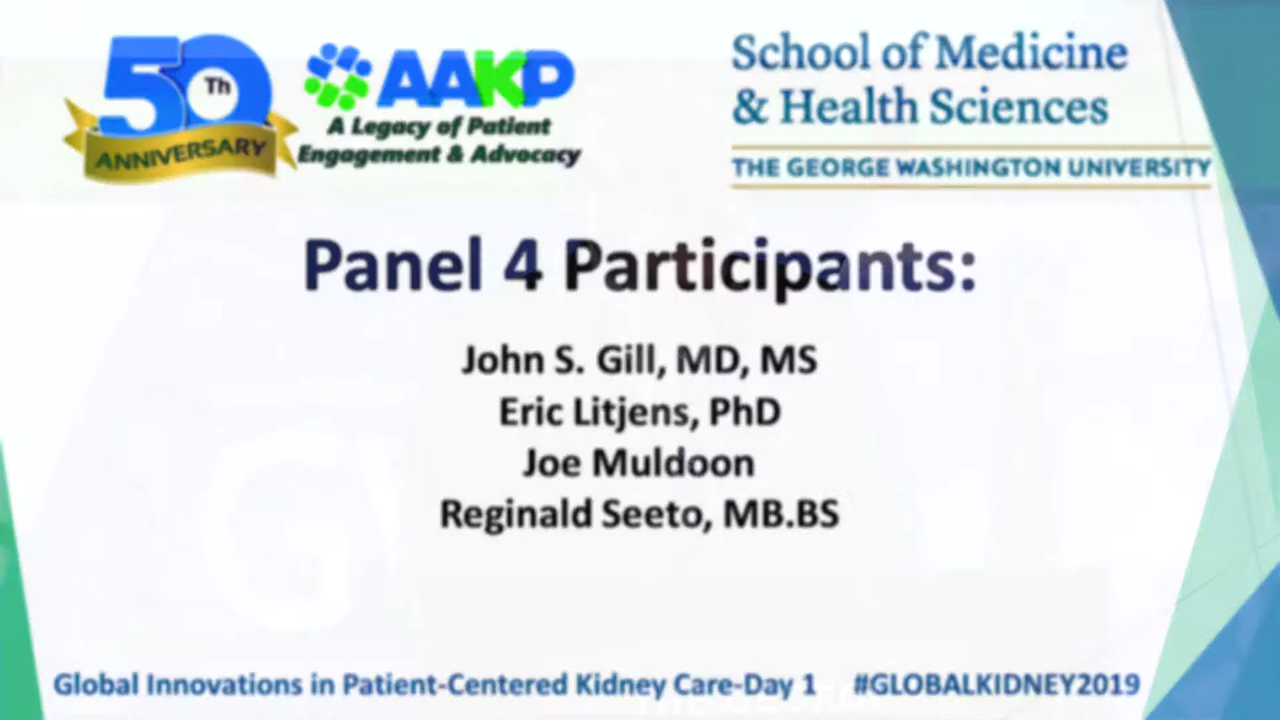 50Th
ANNIVERSARY
AAKP
A Legacy of Patient
Engagement & Advocacy
School of Medicine
& Health Sciences
THE GEORGE WASHINGTON UNIVERSITY
Panel 4 Participants:
John S. Gill, MD, MS
Eric Litjens, PhD
Joe Muldoon
Reginald Seeto, MB.BS
Global Innovations in Patient-Centered Kidney Care-Day 1 #GLOBALKIDNEY2019